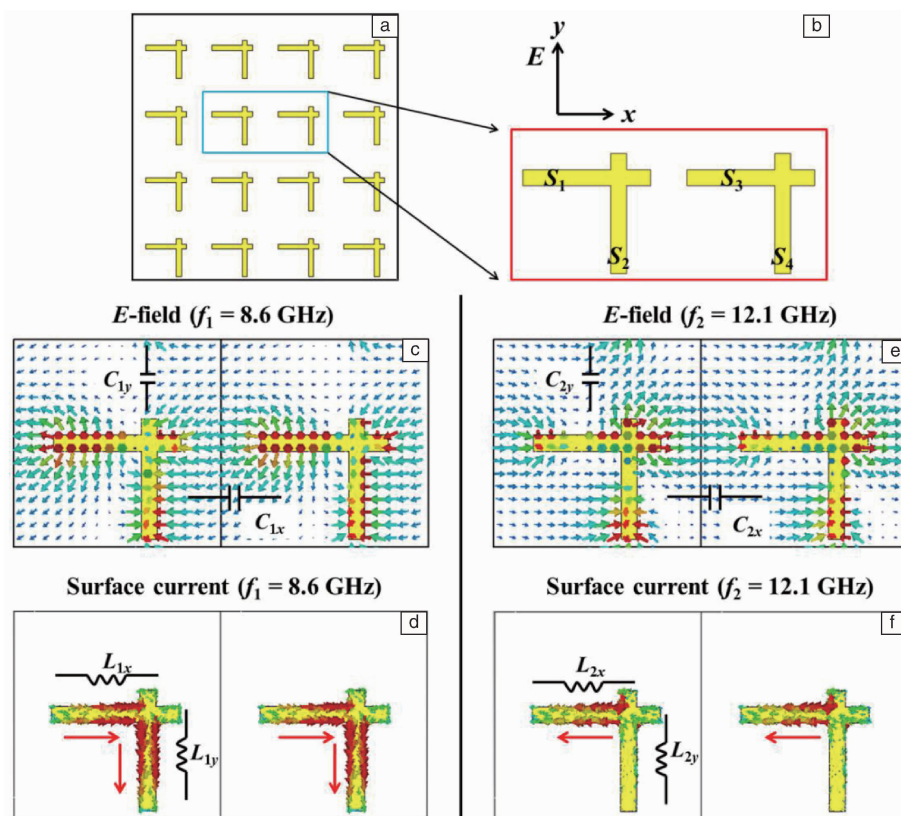 a
b
y
E
x
S₁
S₃
S₂
S₄
E-field (f₁ = 8.6 GHz)
c
C₁y
C₁x
E-field (f₂ = 12.1 GHz)
e
C₂y
C₂x
Surface current (f₁ = 8.6 GHz)
d
L₁x
L₁y
Surface current (f₂ = 12.1 GHz)
f
L₂x
L₂y